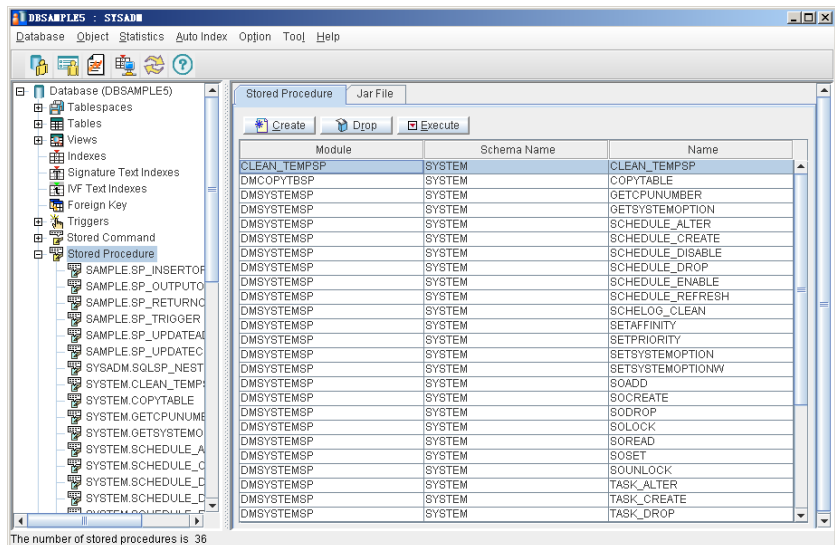 DBSAMPLE5 : SYSADM
Database Object Statistics Auto Index Option Tool Help
Database (DBSAMPLE5)
Tablespaces
Tables
Views
Indexes
Signature Text Indexes
IVF Text Indexes
Foreign Key
Triggers
Stored Command
Stored Procedure
SAMPLE.SP_INSERTOF
SAMPLE.SP_OUTPUTO
SAMPLE.SP_RETURNC
SAMPLE.SP_TRIGGER
SAMPLE.SP_UPDATEAD
SAMPLE.SP_UPDATEC
SYSADM.SQLSP_NEST
SYSTEM.CLEAN_TEMPS
SYSTEM.COPYTABLE
SYSTEM.GETCPUNUME
SYSTEM.GETSYSTEMO
SYSTEM.SCHEDULE_A
SYSTEM.SCHEDULE_C
SYSTEM.SCHEDULE_D
SYSTEM.SCHEDULE_D
Stored Procedure Jar File
Create Drop Execute
Module Schema Name Name
CLEAN_TEMPSP SYSTEM CLEAN_TEMPSP
DMCOPYTBSP SYSTEM COPYTABLE
DMSYSTEMSP SYSTEM GETCPUNUMBER
DMSYSTEMSP SYSTEM GETSYSTEMOPTION
DMSYSTEMSP SYSTEM SCHEDULE_ALTER
DMSYSTEMSP SYSTEM SCHEDULE_CREATE
DMSYSTEMSP SYSTEM SCHEDULE_DISABLE
DMSYSTEMSP SYSTEM SCHEDULE_DROP
DMSYSTEMSP SYSTEM SCHEDULE_ENABLE
DMSYSTEMSP SYSTEM SCHEDULE_REFRESH
DMSYSTEMSP SYSTEM SCHELOG_CLEAN
DMSYSTEMSP SYSTEM SETAFFINITY
DMSYSTEMSP SYSTEM SETPRIORITY
DMSYSTEMSP SYSTEM SETSYSTEMOPTION
DMSYSTEMSP SYSTEM SETSYSTEMOPTIONW
DMSYSTEMSP SYSTEM SOADD
DMSYSTEMSP SYSTEM SOCREATE
DMSYSTEMSP SYSTEM SODROP
DMSYSTEMSP SYSTEM SOLOCK
DMSYSTEMSP SYSTEM SOREAD
DMSYSTEMSP SYSTEM SOSET
DMSYSTEMSP SYSTEM SOUNLOCK
DMSYSTEMSP SYSTEM TASK_ALTER
DMSYSTEMSP SYSTEM TASK_CREATE
DMSYSTEMSP SYSTEM TASK_DROP
The number of stored procedures is 36